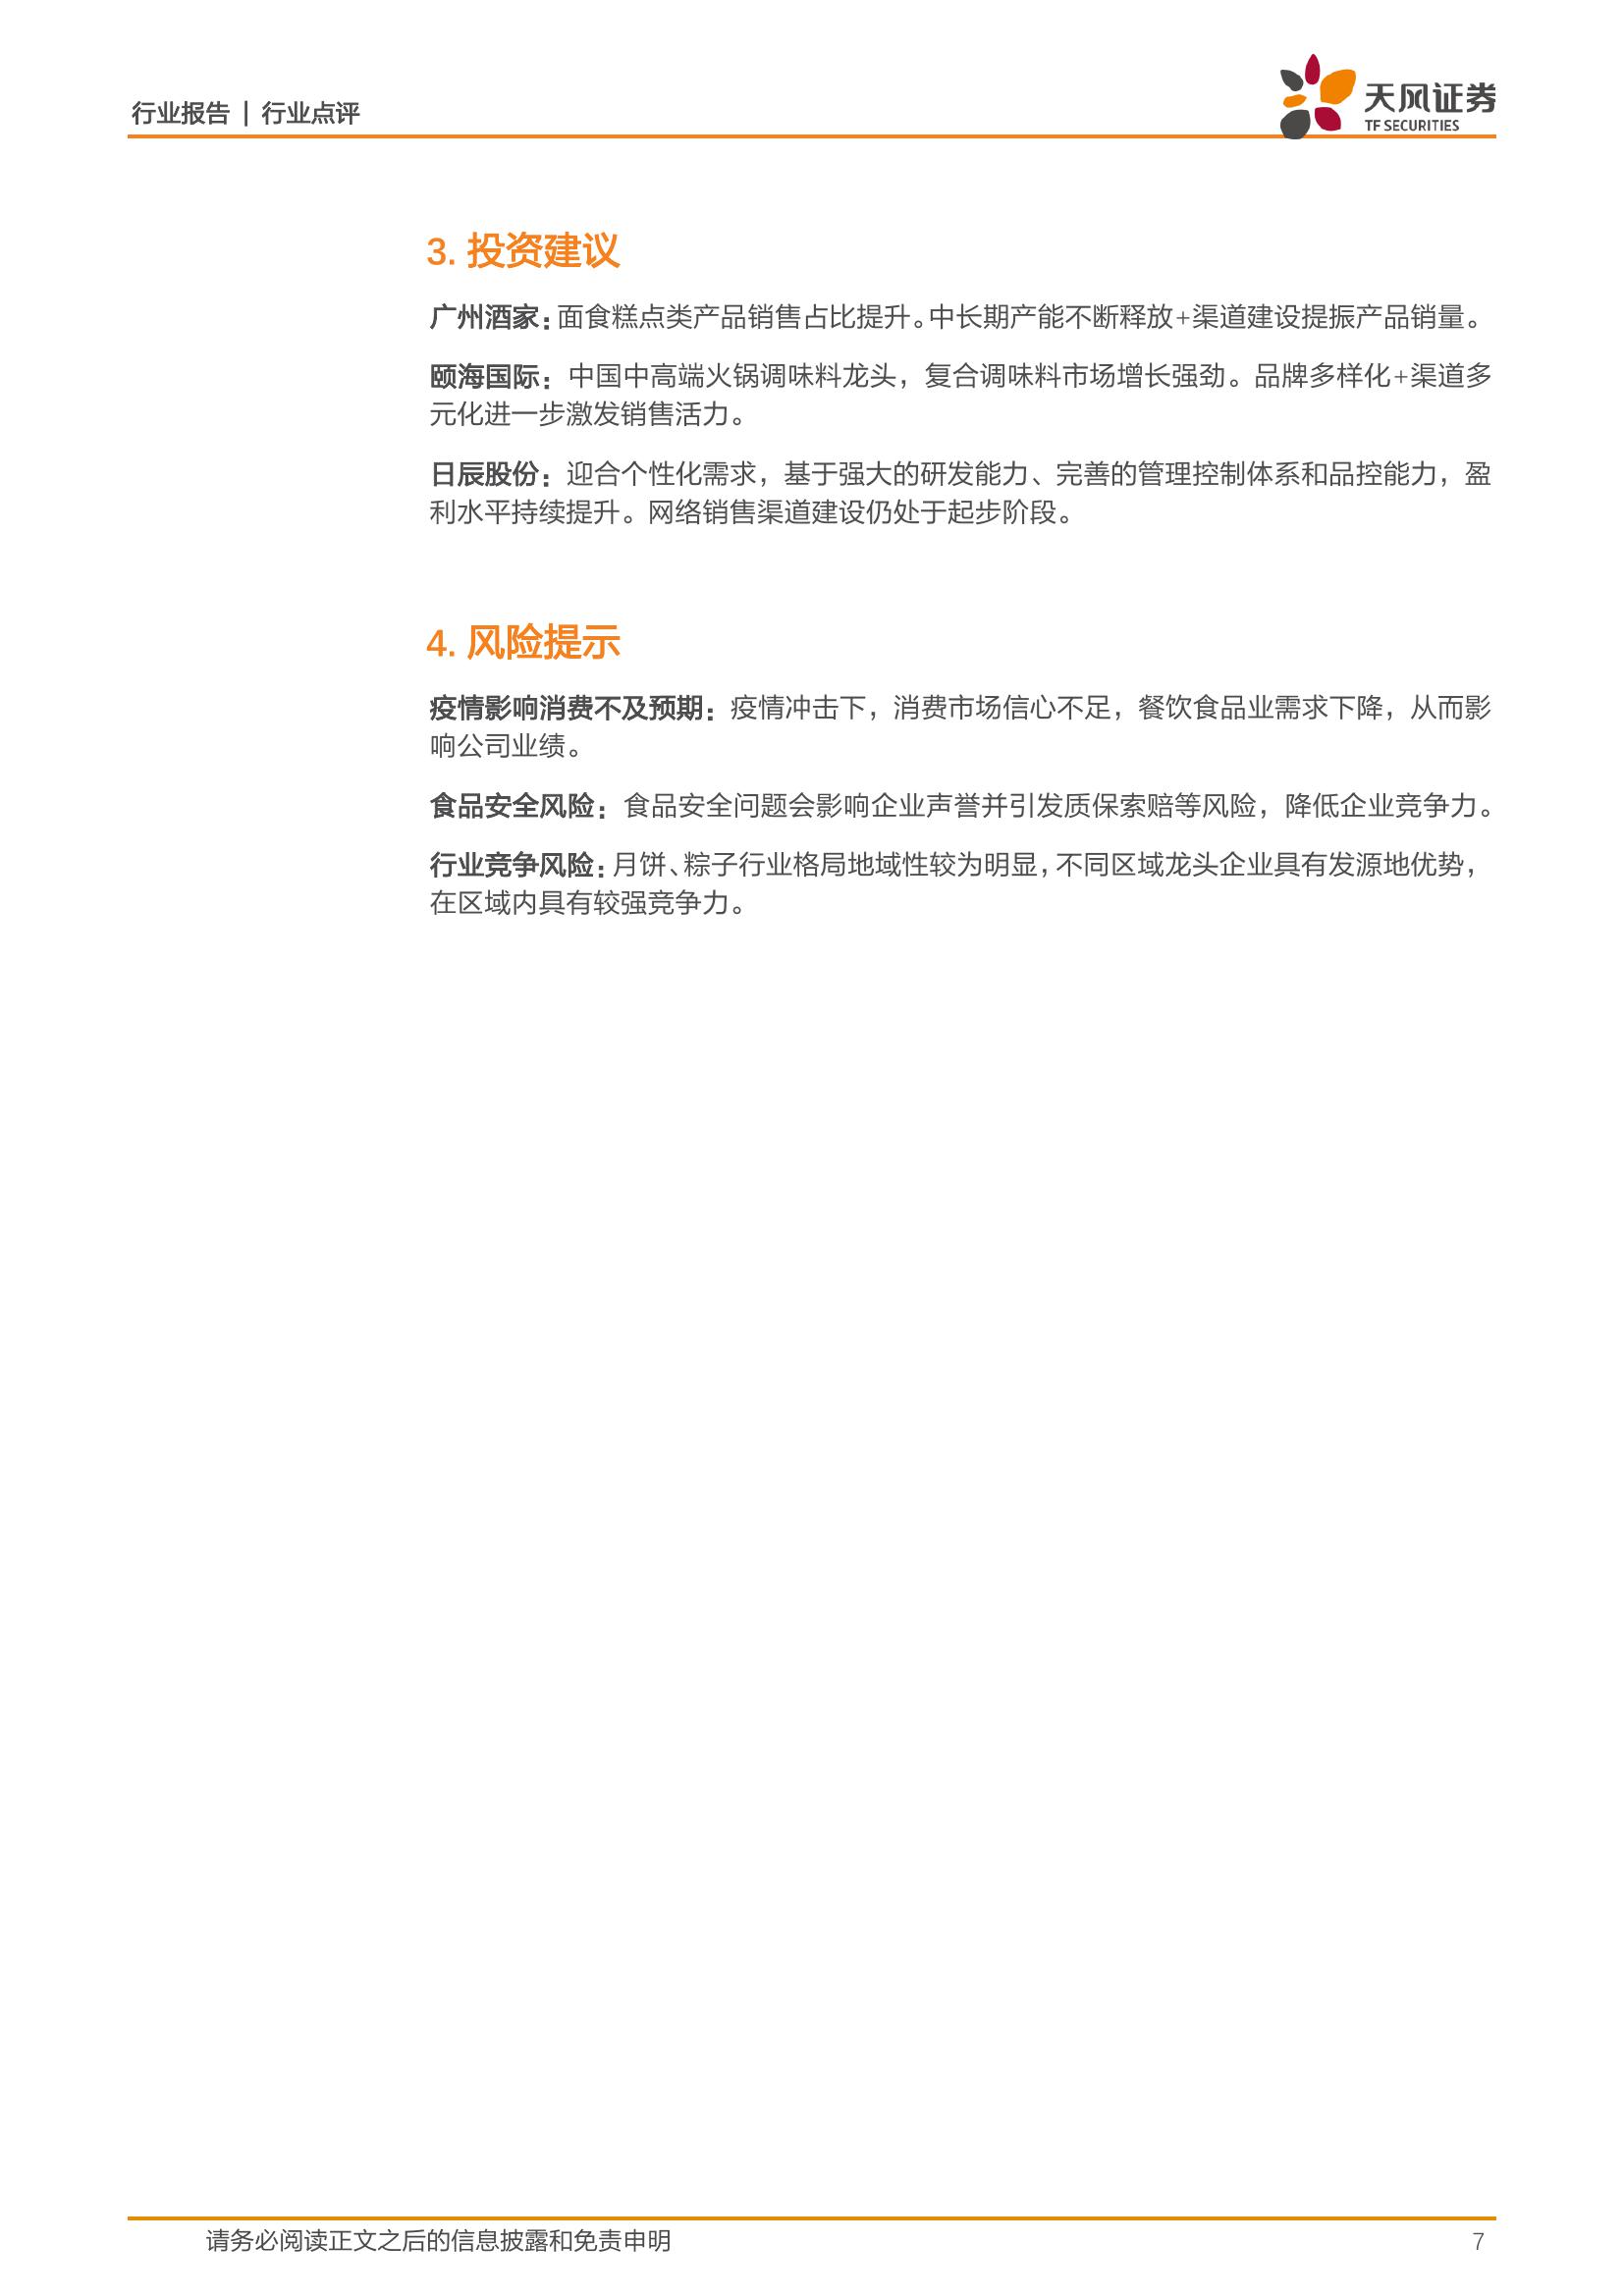 行业报告 | 行业点评
天风证券
TF SECURITIES
3. 投资建议
广州酒家：面食糕点类产品销售占比提升。中长期产能不断释放+渠道建设提振产品销量。
颐海国际：中国中高端火锅调味料龙头，复合调味料市场增长强劲。品牌多样化+渠道多
元化进一步激发销售活力。
日辰股份：迎合个性化需求，基于强大的研发能力、完善的管理控制体系和品控能力，盈
利水平持续提升。网络销售渠道建设仍处于起步阶段。
4. 风险提示
疫情影响消费不及预期：疫情冲击下，消费市场信心不足，餐饮食品业需求下降，从而影
响公司业绩。
食品安全风险：食品安全问题会影响企业声誉并引发质保索赔等风险，降低企业竞争力。
行业竞争风险：月饼、粽子行业格局地域性较为明显，不同区域龙头企业具有发源地优势，
在区域内具有较强竞争力。
请务必阅读正文之后的信息披露和免责申明
7